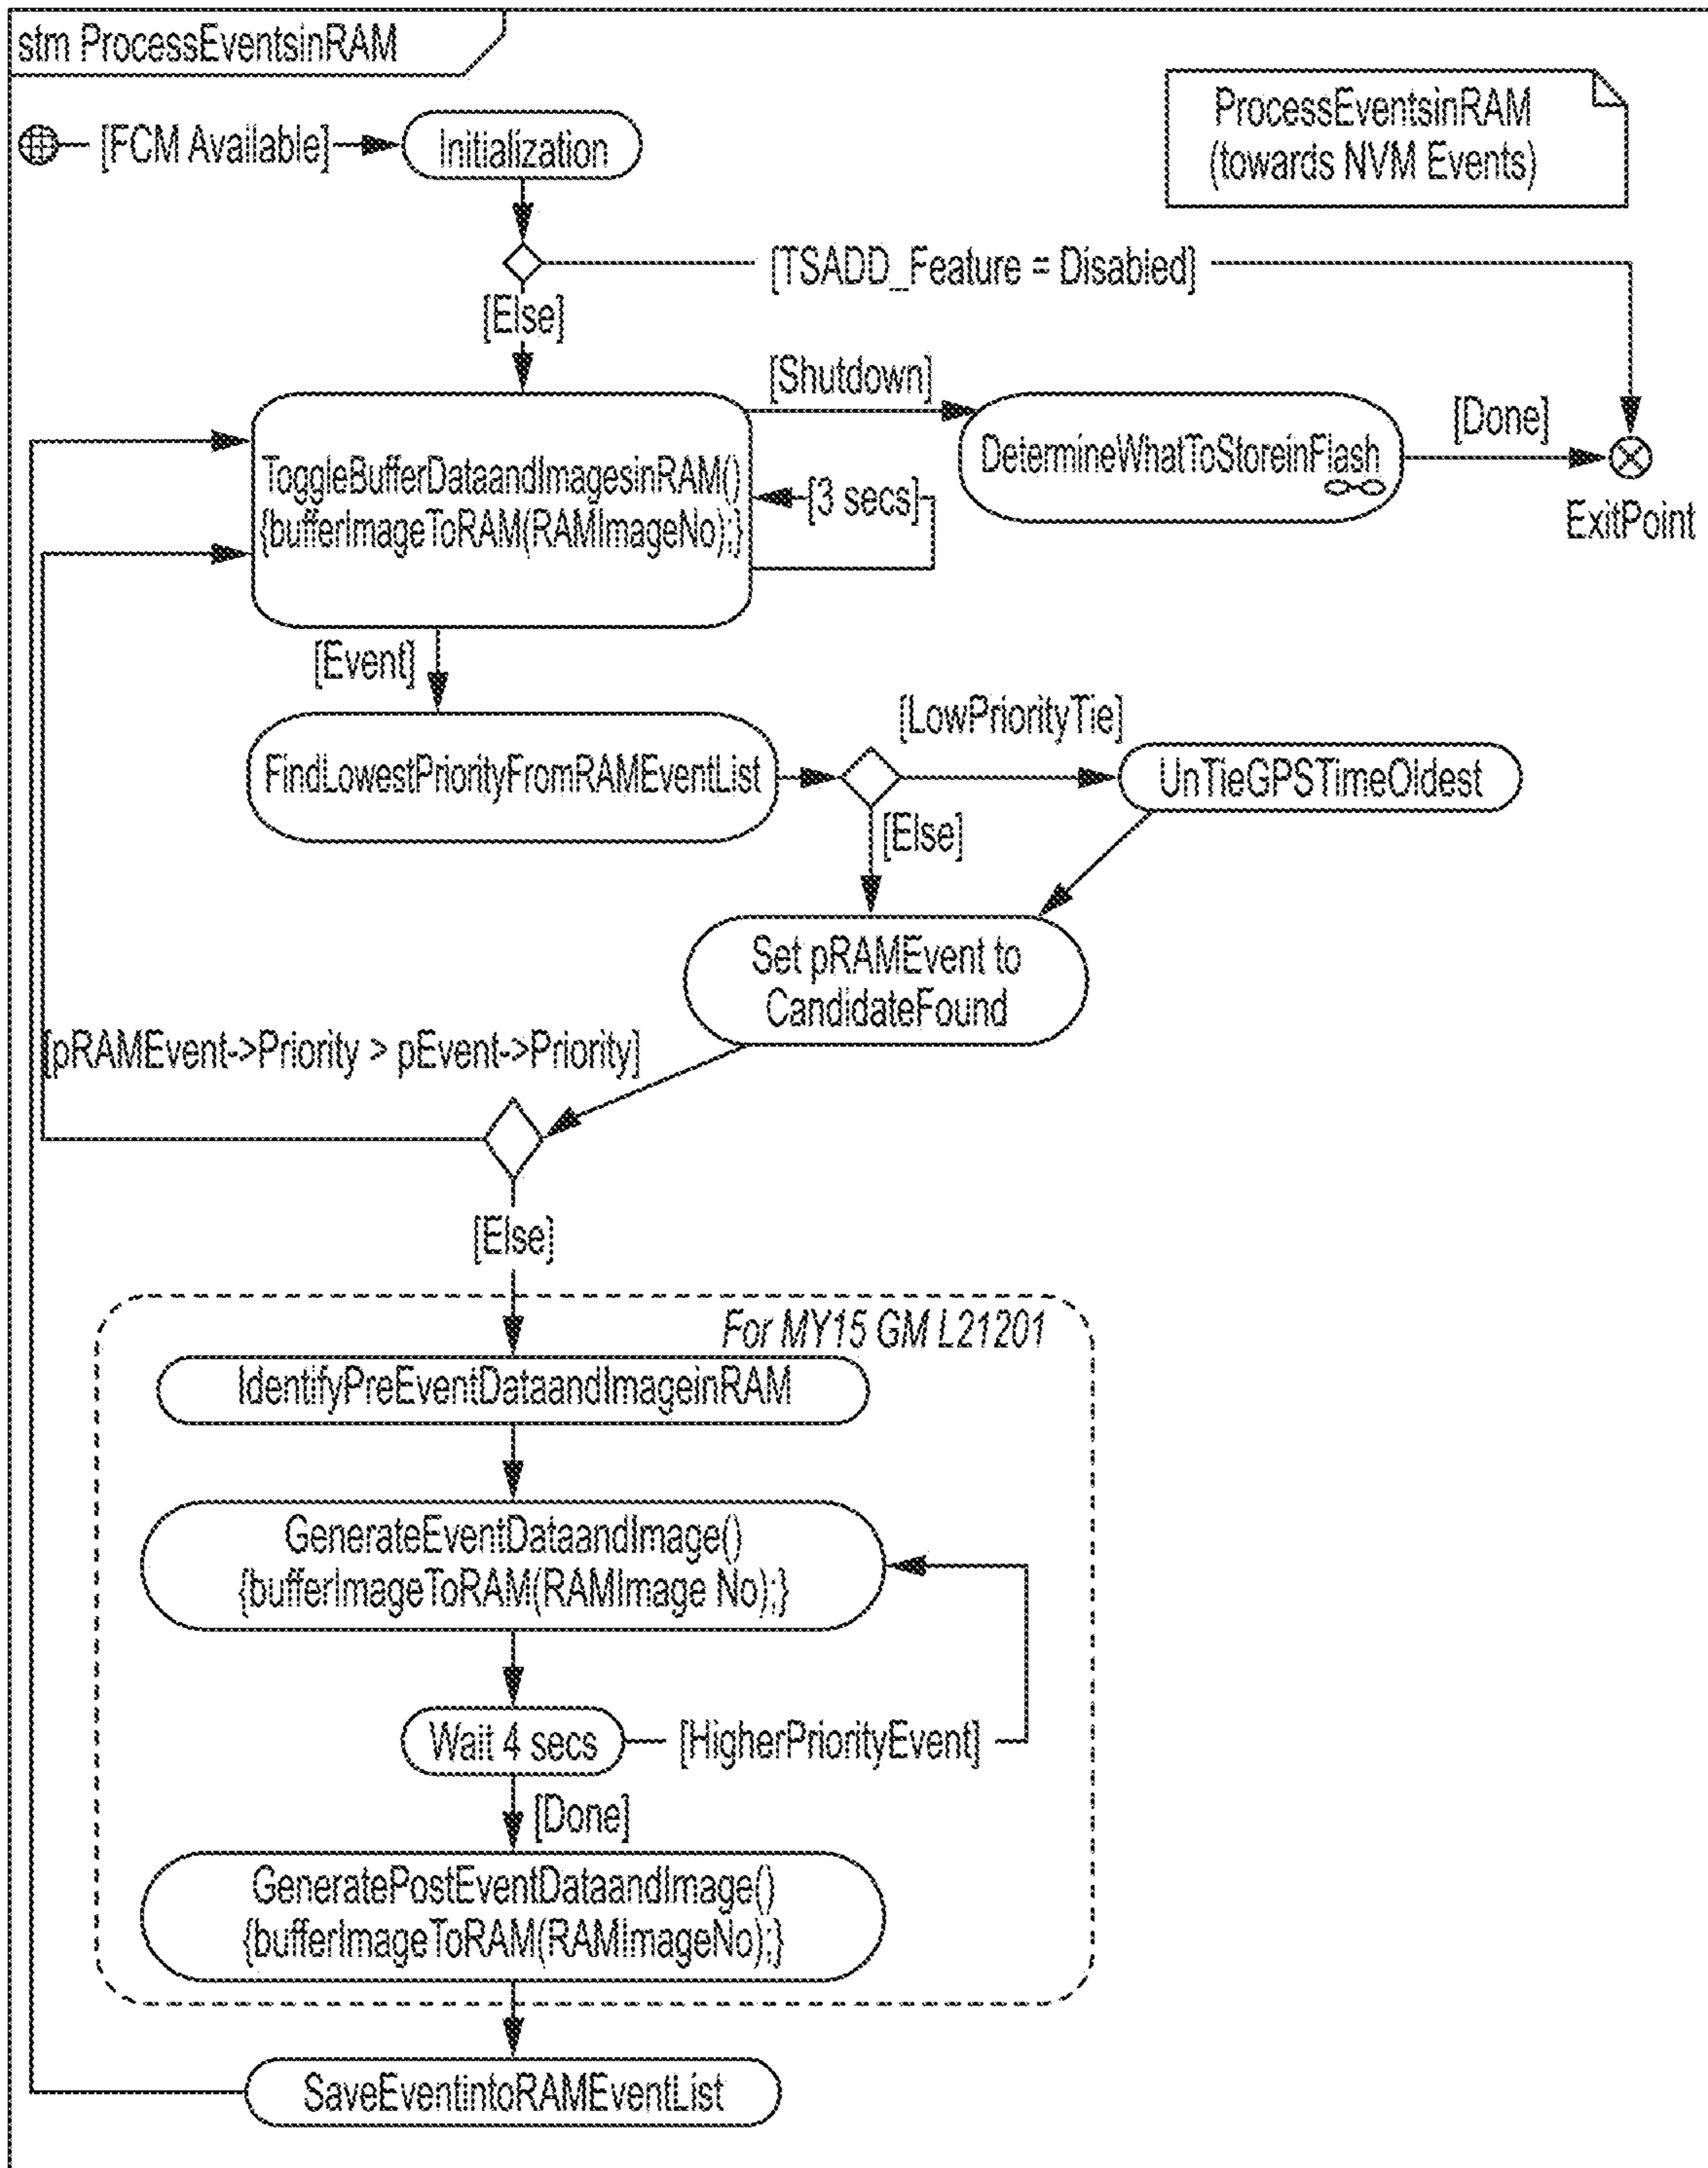 stm ProcessEventsinRAM
ProcessEventsinRAM
(towards NVM Events)
[FCM Available]
Initialization
[TSADD_Feature = Disabled]
[Else]
[Shutdown]
[Done]
ToggleBufferDataandImagesinRAM()
{bufferImageToRAM(RAMImageNo);}
[3 secs]
DetermineWhatToStoreinFlash
ExitPoint
[Event]
[LowPriorityTie]
FindLowestPriorityFromRAMEventList
UnTieGPSTimeOldest
[Else]
Set pRAMEvent to
CandidateFound
[pRAMEvent->Priority > pEvent->Priority]
[Else]
For MY15 GM L21201
IdentifyPreEventDataandImageinRAM
GenerateEventDataandImage()
{bufferImageToRAM(RAMImage No);}
Wait 4 secs
[HigherPriorityEvent]
[Done]
GeneratePostEventDataandImage()
{bufferImageToRAM(RAMImageNo);}
SaveEventintoRAMEventList